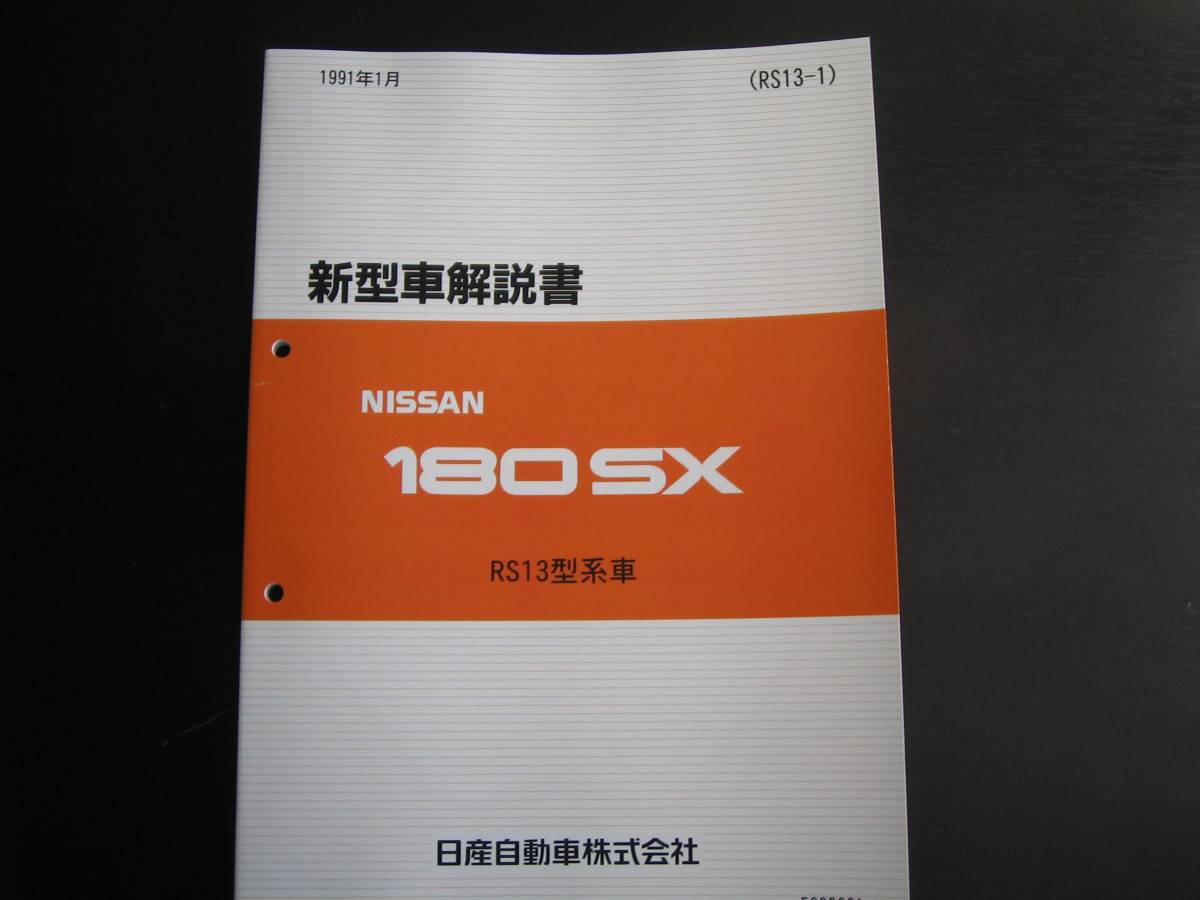 1991年1月
(RS13-1)
新型車解説書
NISSAN
180SX
RS13型系車
日産自動車株式会社